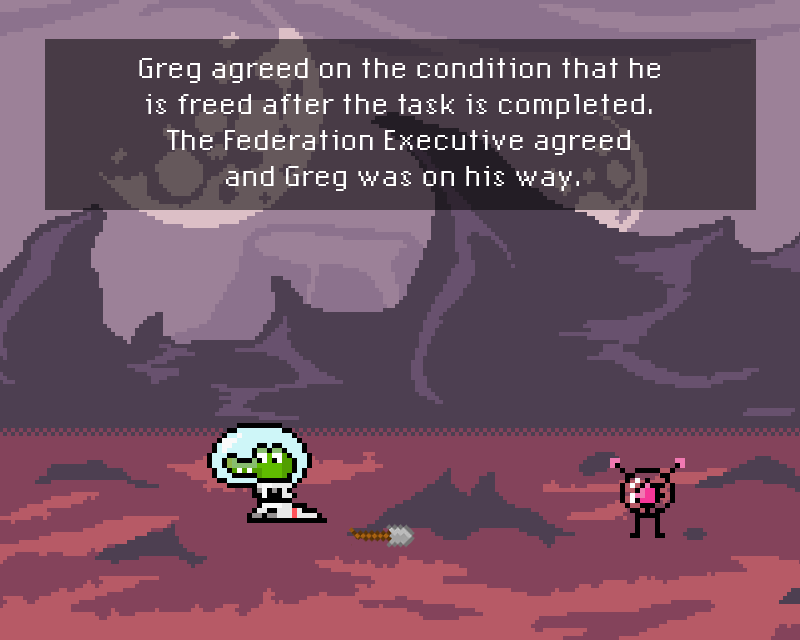 Greg agreed on the condition that he
is freed after the task is completed.
The Federation Executive agreed
and Greg was on his way.